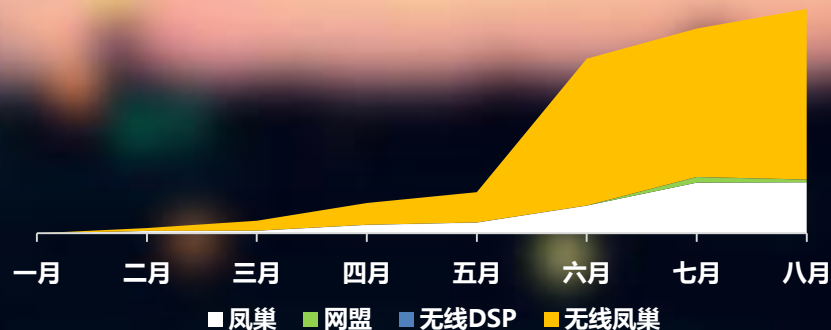 一月 二月 三月 四月 五月 六月 七月 八月
凤巢 网盟 无线DSP 无线凤巢